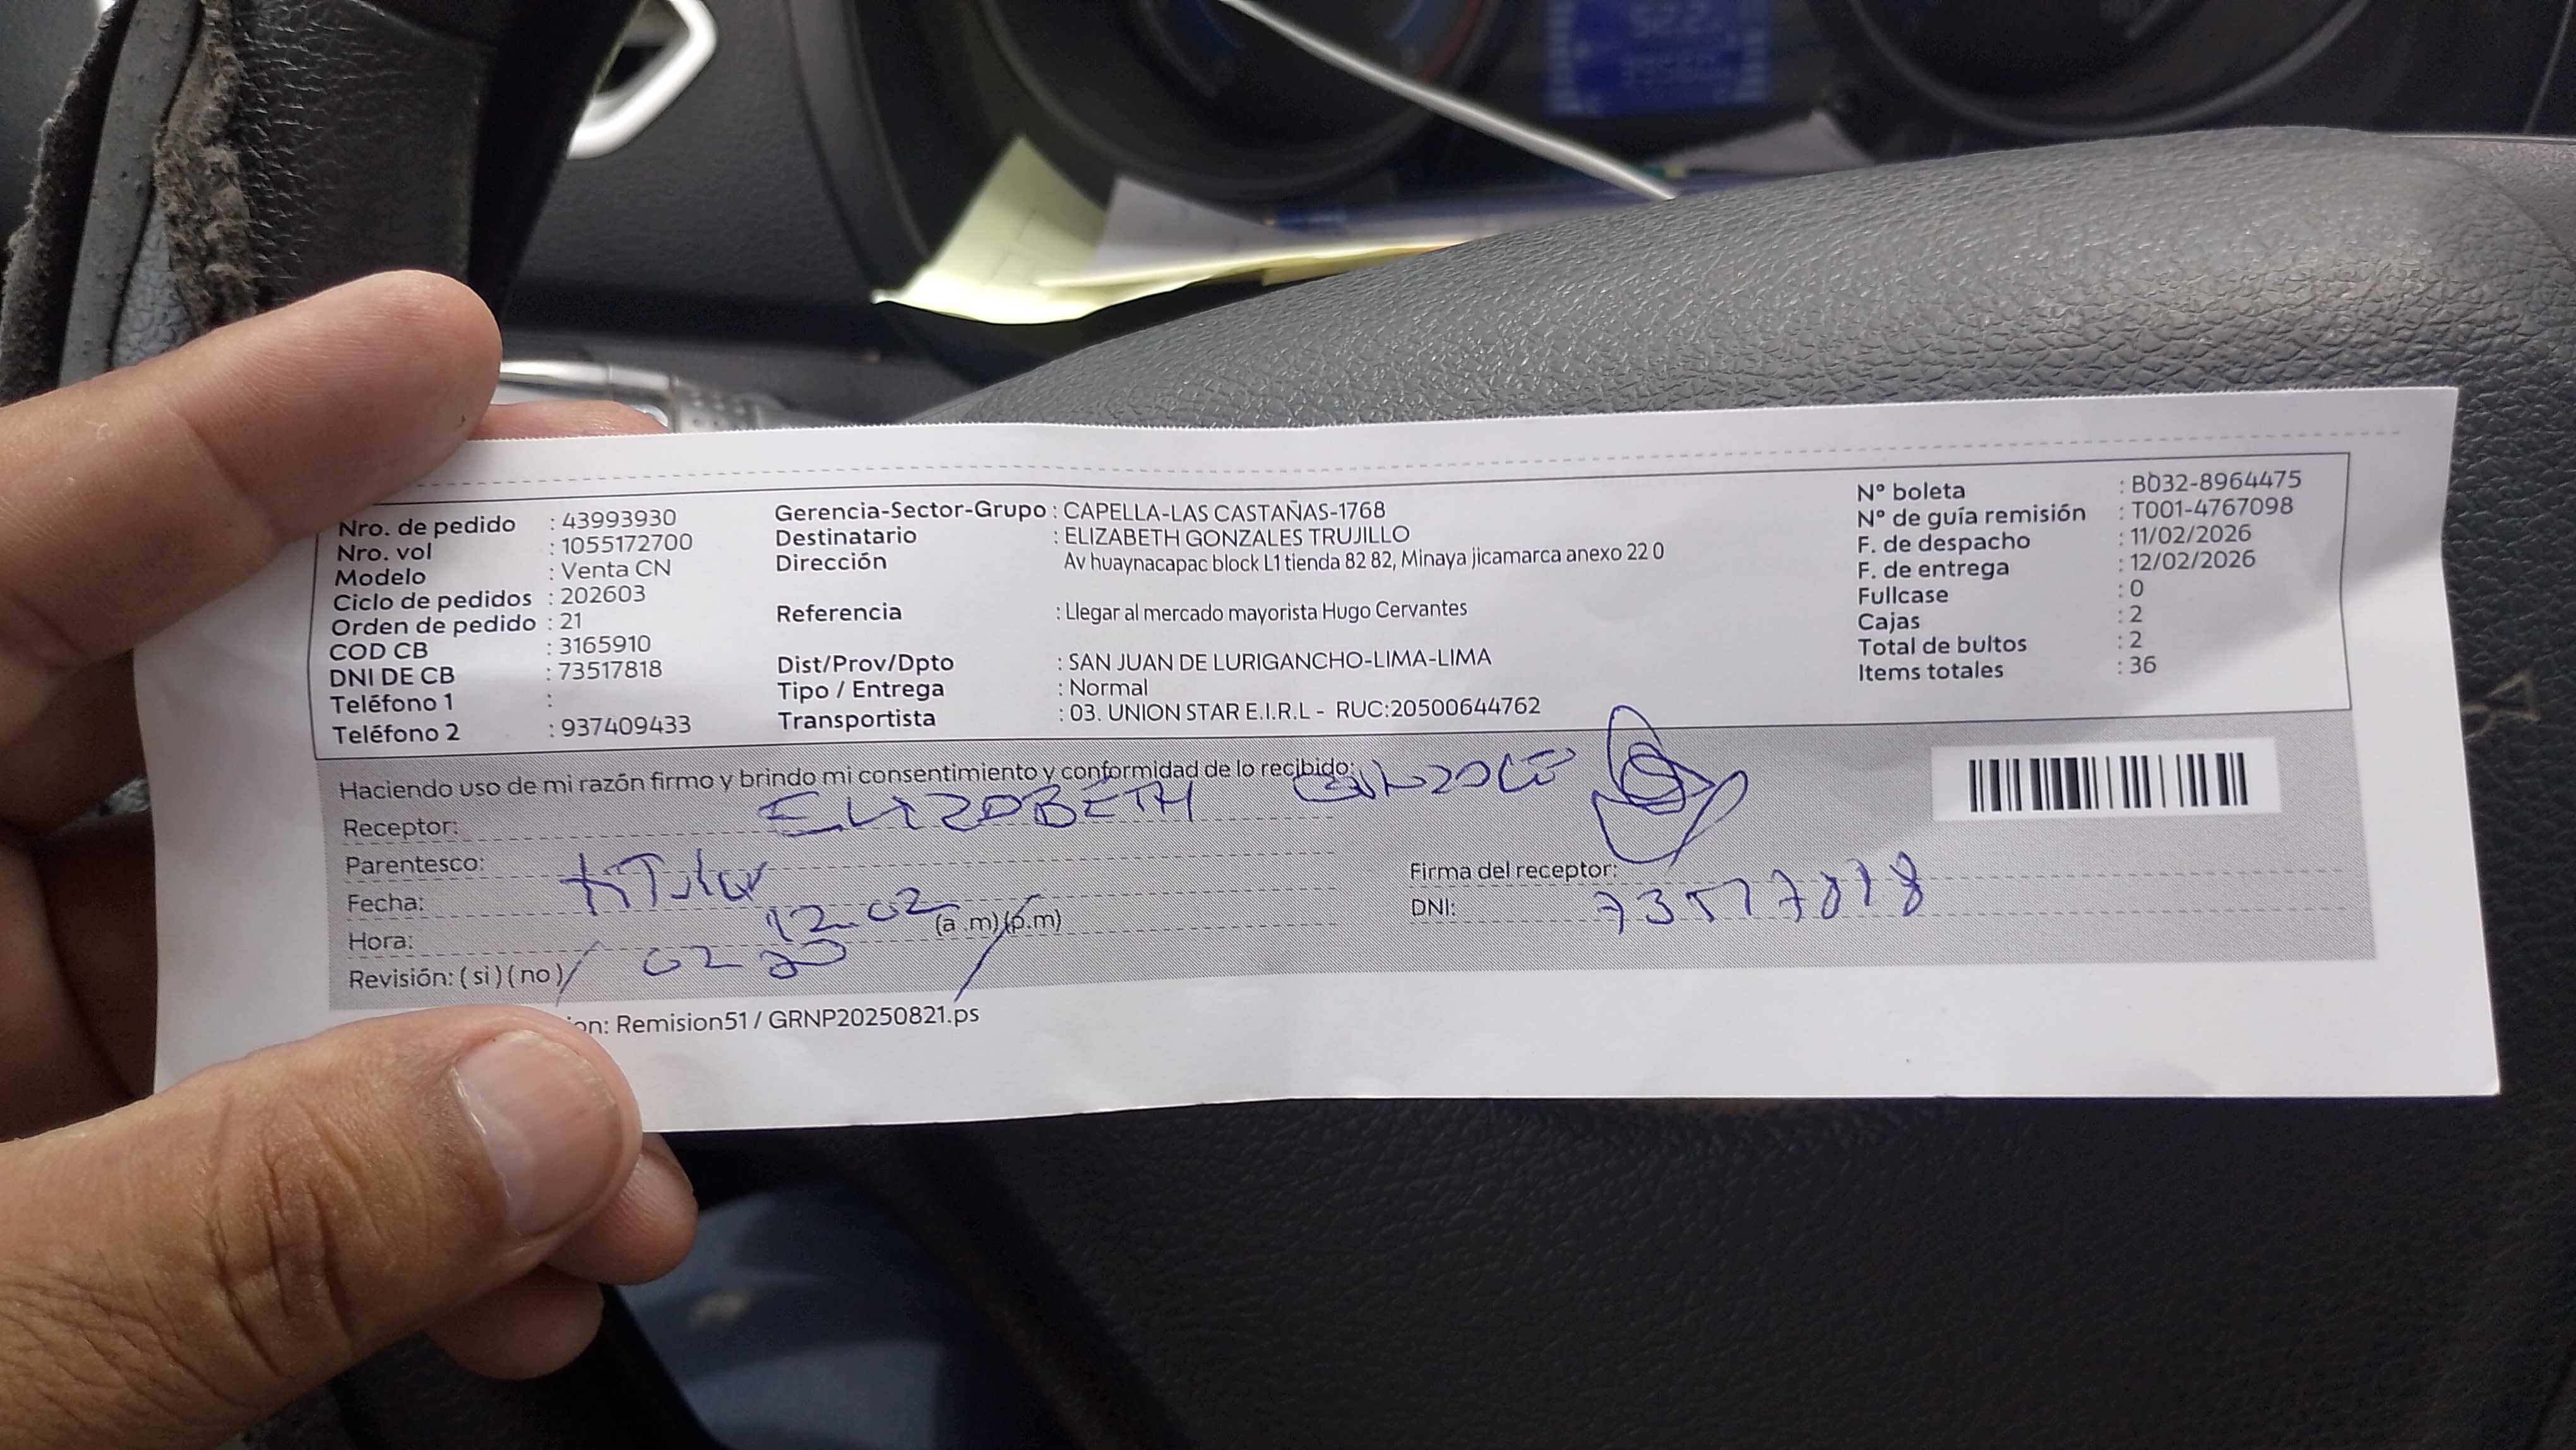 Nro. de pedido : 43993930
Nro. vol : 1055172700
Modelo : Venta CN
Ciclo de pedidos : 202603
Orden de pedido : 21
COD CB : 3165910
DNI DE CB : 73517818
Teléfono 1 :
Teléfono 2 : 937409433
Gerencia-Sector-Grupo : CAPELLA-LAS CASTAÑAS-1768
Destinatario : ELIZABETH GONZALES TRUJILLO
Dirección Av huaynacapac block L1 tienda 82 82, Minaya jicamarca anexo 22 0
Referencia : Llegar al mercado mayorista Hugo Cervantes
Dist/Prov/Dpto : SAN JUAN DE LURIGANCHO-LIMA-LIMA
Tipo / Entrega : Normal
Transportista : 03. UNION STAR E.I.R.L - RUC:20500644762
N° boleta : B032-8964475
N° de guía remisión : T001-4767098
F. de despacho : 11/02/2026
F. de entrega : 12/02/2026
Fullcase : 0
Cajas : 2
Total de bultos : 2
Items totales : 36
Haciendo uso de mi razón firmo y brindo mi consentimiento y conformidad de lo recibido:
Receptor: ELIZABETH
Parentesco: titular
Fecha: 12.02
Hora: 02 20 (a .m) (p.m)
Revisión: ( si ) ( no )
Firma del receptor:
DNI: 73517818
on: Remision51 / GRNP20250821.ps